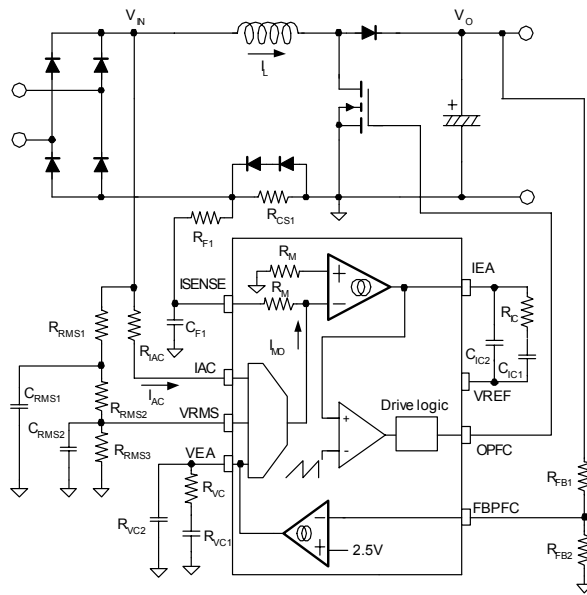 VIN
VO
IL
+
RCS1
RF1
ISENSE
RM
+
RM
-
IEA
RIC
CF1
IMO
CIC2
CIC1
RRMS1
RIAC
IAC
IAC
VREF
CRMS1
RRMS2
VRMS
Drive logic
+
-
OPFC
CRMS2
RRMS3
VEA
RFB1
RVC
FBPFC
-
+
2.5V
RVC2
RVC1
RFB2